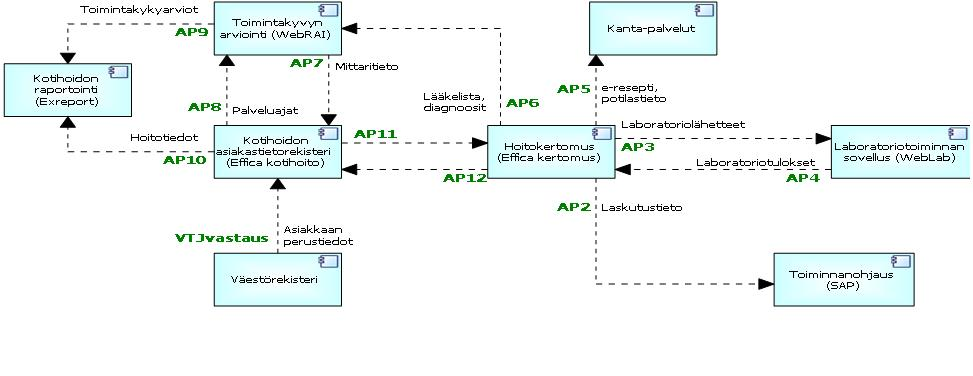 Toimintakykyarviot
AP9
Toimintakyvyn
arviointi (WebRAI)
Kanta-palvelut
AP7
Mittaritieto
Kotihoidon
raportointi
(Exreport)
AP8
Palveluajat
Lääkelista,
diagnoosit
AP6
AP5
e-resepti,
potilastieto
Hoitotiedot
AP10
Kotihoidon
asiakastietorekisteri
(Effica kotihoito)
AP11
AP12
Hoitokertomus
(Effica kertomus)
Laboratoriolähetteet
AP3
Laboratoriotulokset
AP4
Laboratoriotoiminnan
sovellus (WebLab)
AP2
Laskutustieto
VTJvastaus
Asiakkaan
perustiedot
Väestörekisteri
Toiminnanohjaus
(SAP)